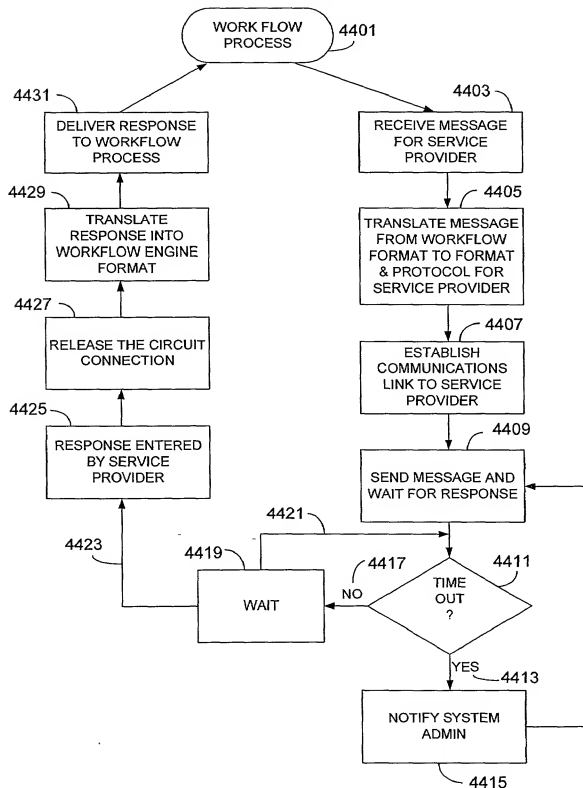 WORK FLOW
PROCESS
4401
4403
RECEIVE MESSAGE
FOR SERVICE
PROVIDER
4405
TRANSLATE MESSAGE
FROM WORKFLOW
FORMAT TO FORMAT
& PROTOCOL FOR
SERVICE PROVIDER
4407
ESTABLISH
COMMUNICATIONS
LINK TO SERVICE
PROVIDER
4409
SEND MESSAGE AND
WAIT FOR RESPONSE
4411
TIME
OUT
?
4413
YES
NOTIFY SYSTEM
ADMIN
4415
4417
NO
4419
WAIT
4421
4423
4425
RESPONSE ENTERED
BY SERVICE
PROVIDER
4427
RELEASE THE CIRCUIT
CONNECTION
4429
TRANSLATE
RESPONSE INTO
WORKFLOW ENGINE
FORMAT
4431
DELIVER RESPONSE
TO WORKFLOW
PROCESS